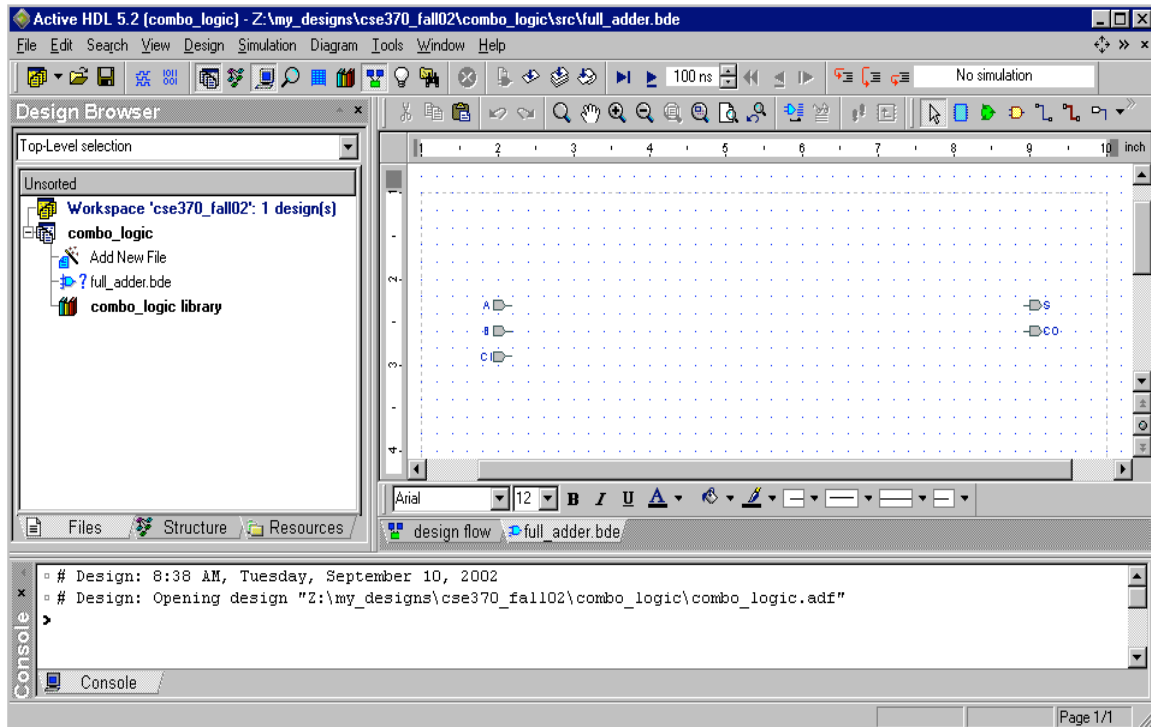 Active HDL 5.2 (combo_logic) - Z:\my_designs\cse370_fall02\combo_logic\src\full_adder.bde
File Edit Search View Design Simulation Diagram Tools Window Help
100 ns
No simulation
Design Browser
Top-Level selection
Unsorted
Workspace 'cse370_fall02': 1 design(s)
combo_logic
Add New File
? full_adder.bde
combo_logic library
Files Structure Resources
1 2 3 4 5 6 7 8 9 10 inch
1
2
3
4
A
B
CI
S
CO
Arial 12 B I U A
design flow full_adder.bde
# Design: 8:38 AM, Tuesday, September 10, 2002
# Design: Opening design "Z:\my_designs\cse370_fall02\combo_logic\combo_logic.adf"
>
Console
Console
Page 1/1